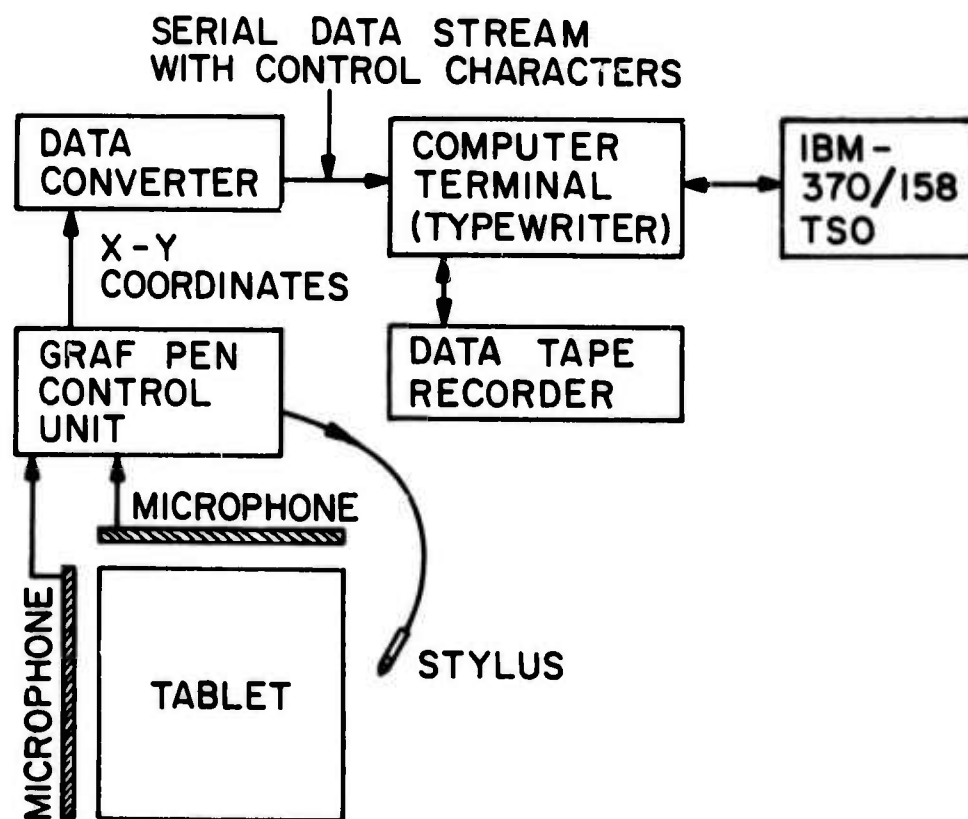 SERIAL DATA STREAM
WITH CONTROL CHARACTERS
DATA
CONVERTER
COMPUTER
TERMINAL
(TYPEWRITER)
IBM-
370/158
TSO
X-Y
COORDINATES
GRAF PEN
CONTROL
UNIT
DATA TAPE
RECORDER
MICROPHONE
MICROPHONE
TABLET
STYLUS